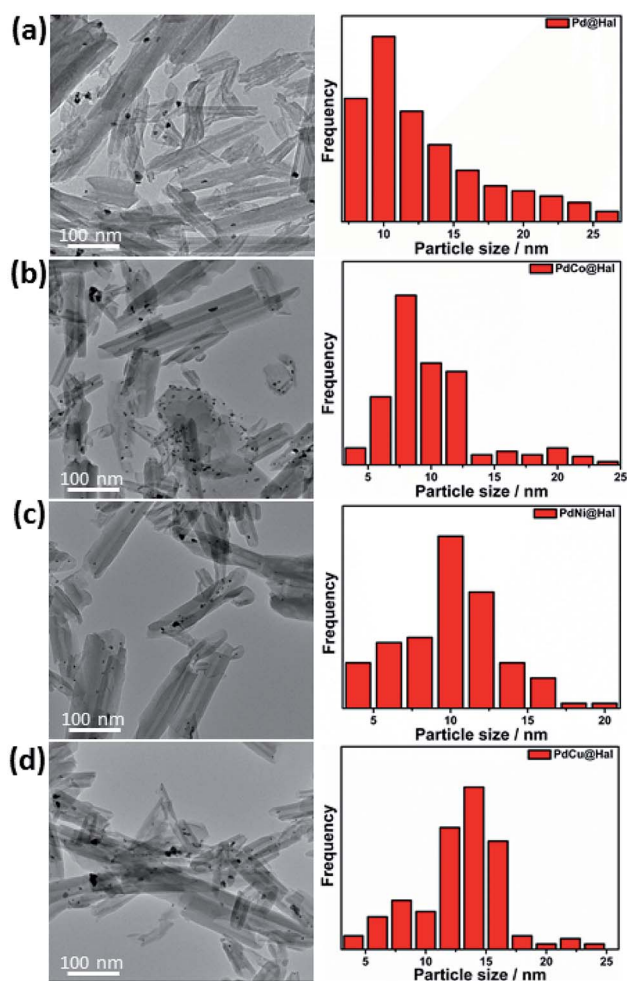 (a)
100 nm
Pd@Hal
Frequency
10 15 20 25
Particle size / nm
(b)
100 nm
PdCo@Hal
Frequency
5 10 15 20 25
Particle size / nm
(c)
100 nm
PdNi@Hal
Frequency
5 10 15 20
Particle size / nm
(d)
100 nm
PdCu@Hal
Frequency
5 10 15 20 25
Particle size / nm